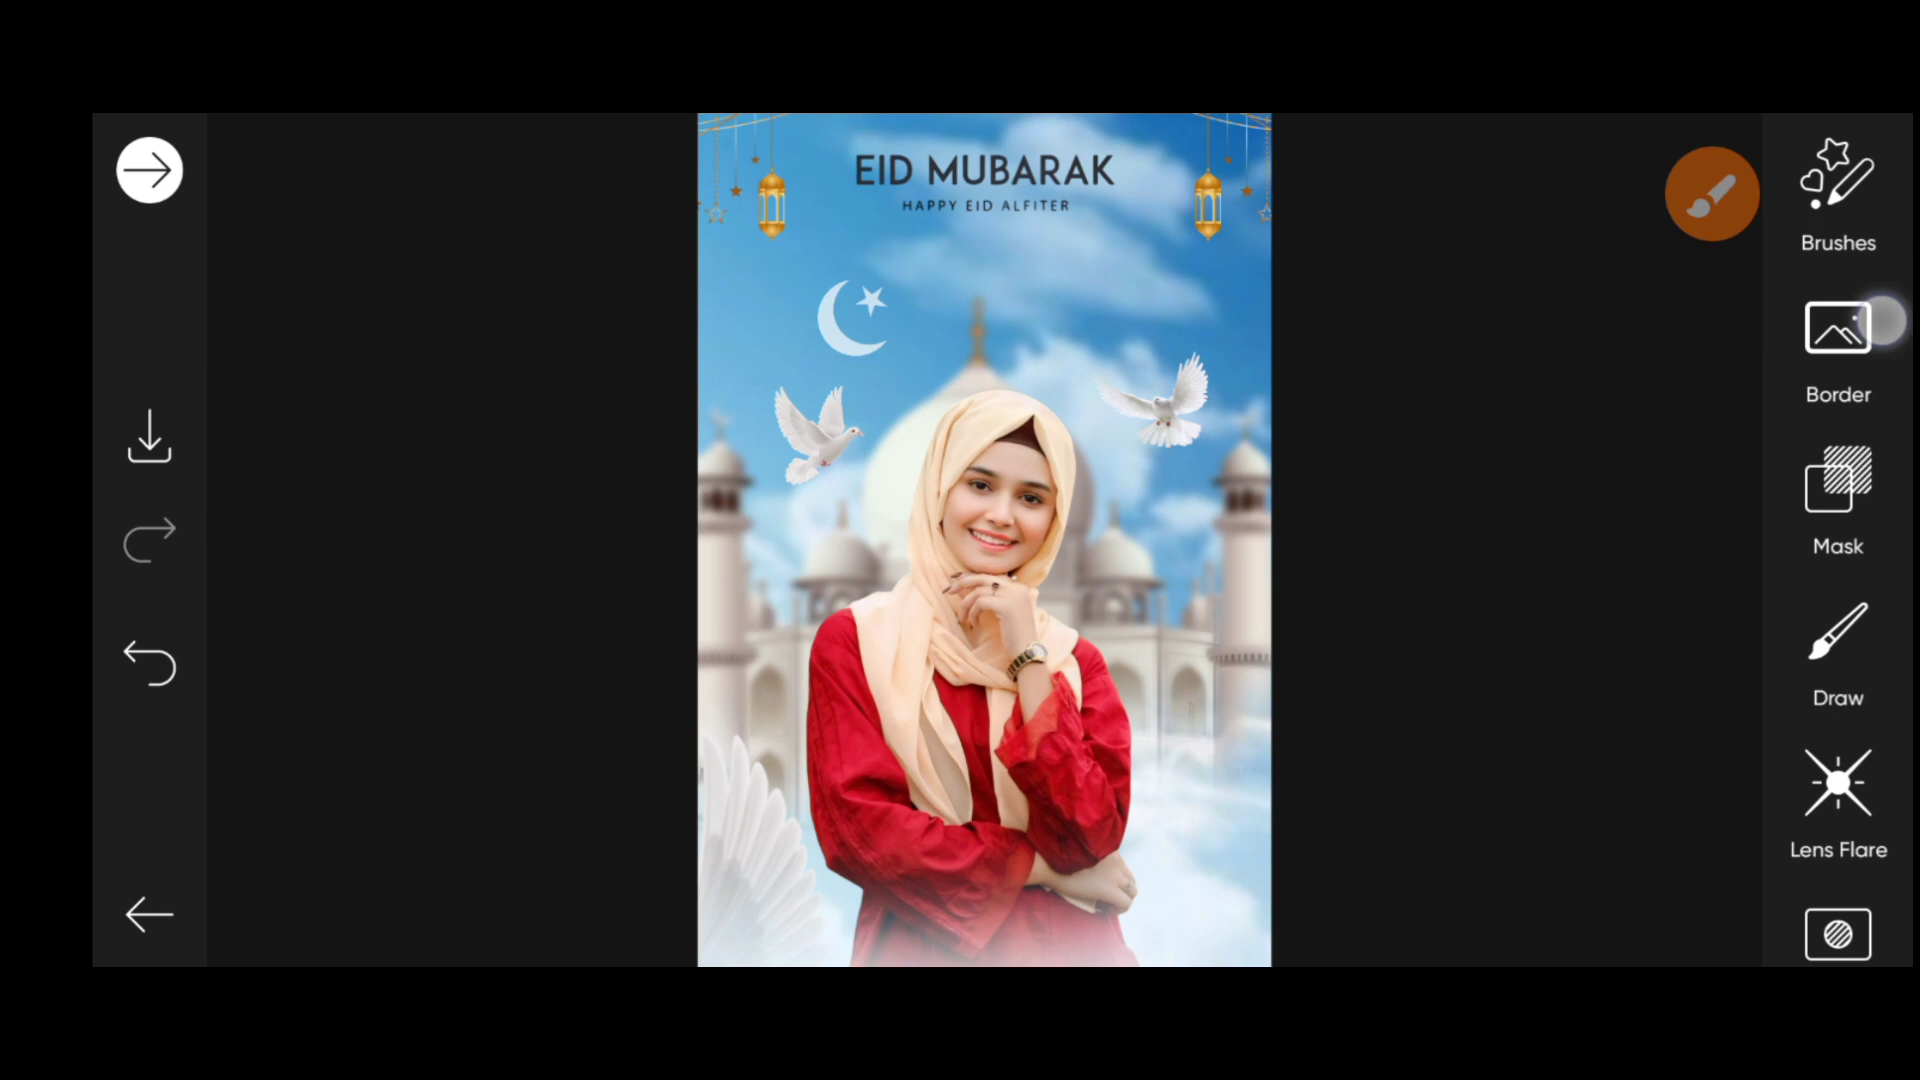 EID MUBARAK
HAPPY EID ALFITER
Brushes
Border
Mask
Draw
Lens Flare